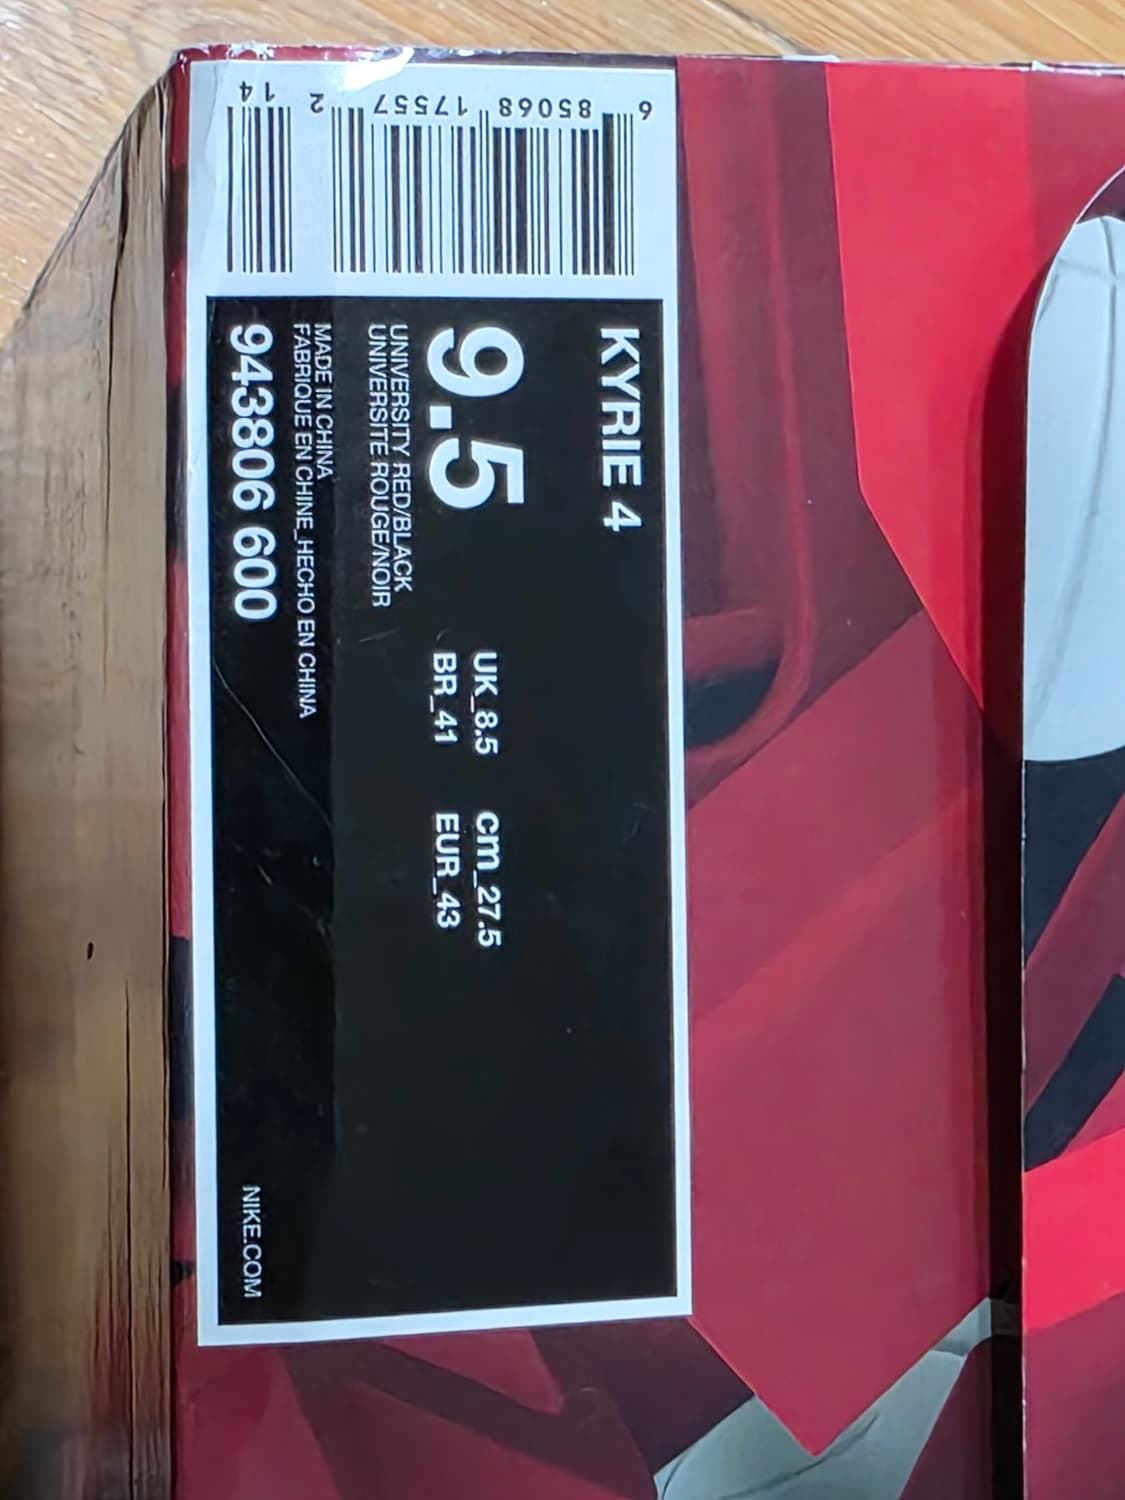 KYRIE 4
9.5
UK_8.5 cm_27.5
BR_41 EUR_43
UNIVERSITY RED/BLACK
UNIVERSITE ROUGE/NOIR
MADE IN CHINA
FABRIQUE EN CHINE_HECHO EN CHINA
943806 600
NIKE.COM
6 85068 17557 2 14